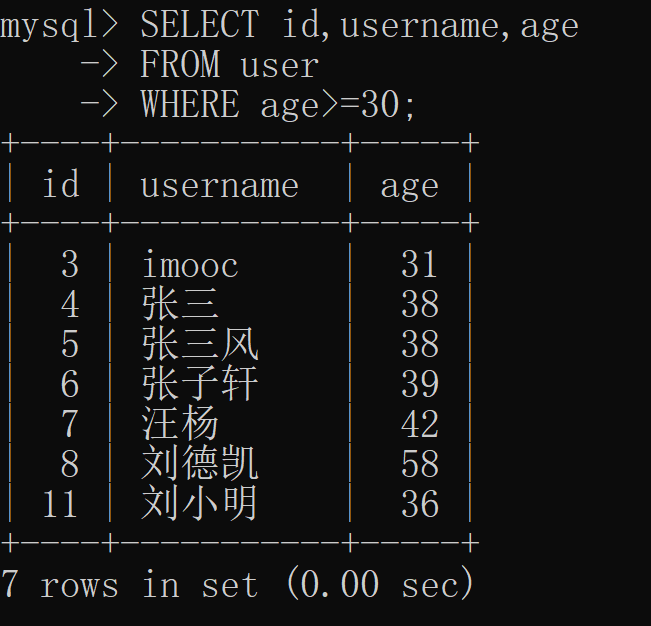 mysql> SELECT id,username,age
    -> FROM user
    -> WHERE age>=30;
+----+-----------+-----+
| id | username  | age |
+----+-----------+-----+
|  3 | imooc     |  31 |
|  4 | 张三      |  38 |
|  5 | 张三风    |  38 |
|  6 | 张子轩    |  39 |
|  7 | 汪杨      |  42 |
|  8 | 刘德凯    |  58 |
| 11 | 刘小明    |  36 |
+----+-----------+-----+
7 rows in set (0.00 sec)